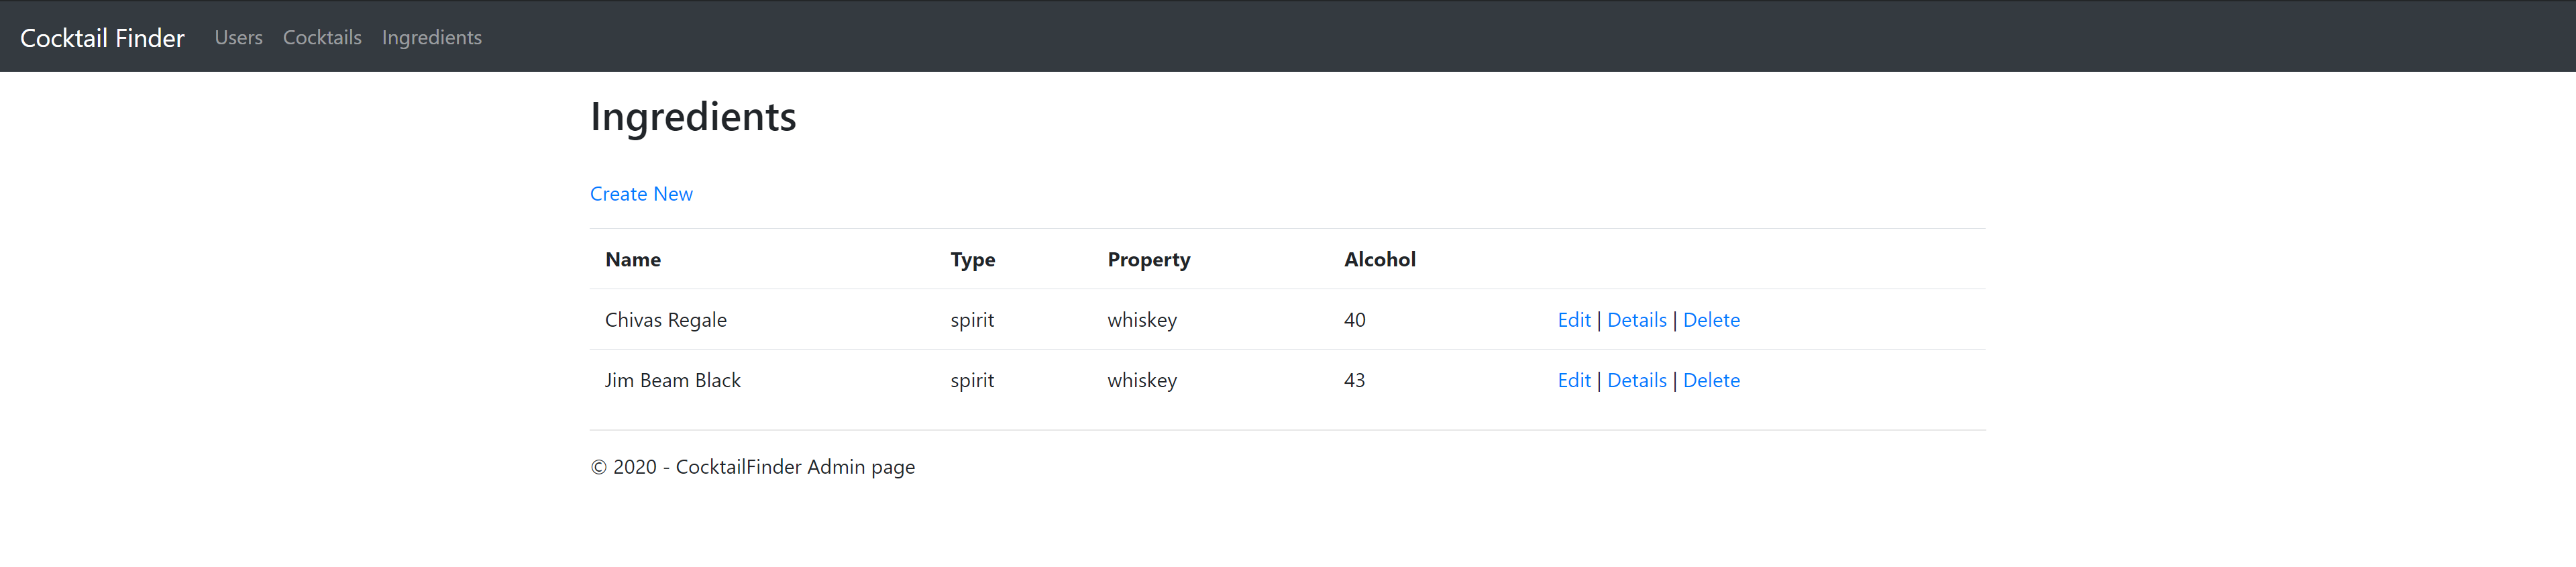 Cocktail Finder Users Cocktails Ingredients
Ingredients
Create New
Name Type Property Alcohol
Chivas Regale spirit whiskey 40 Edit | Details | Delete
Jim Beam Black spirit whiskey 43 Edit | Details | Delete
© 2020 - CocktailFinder Admin page